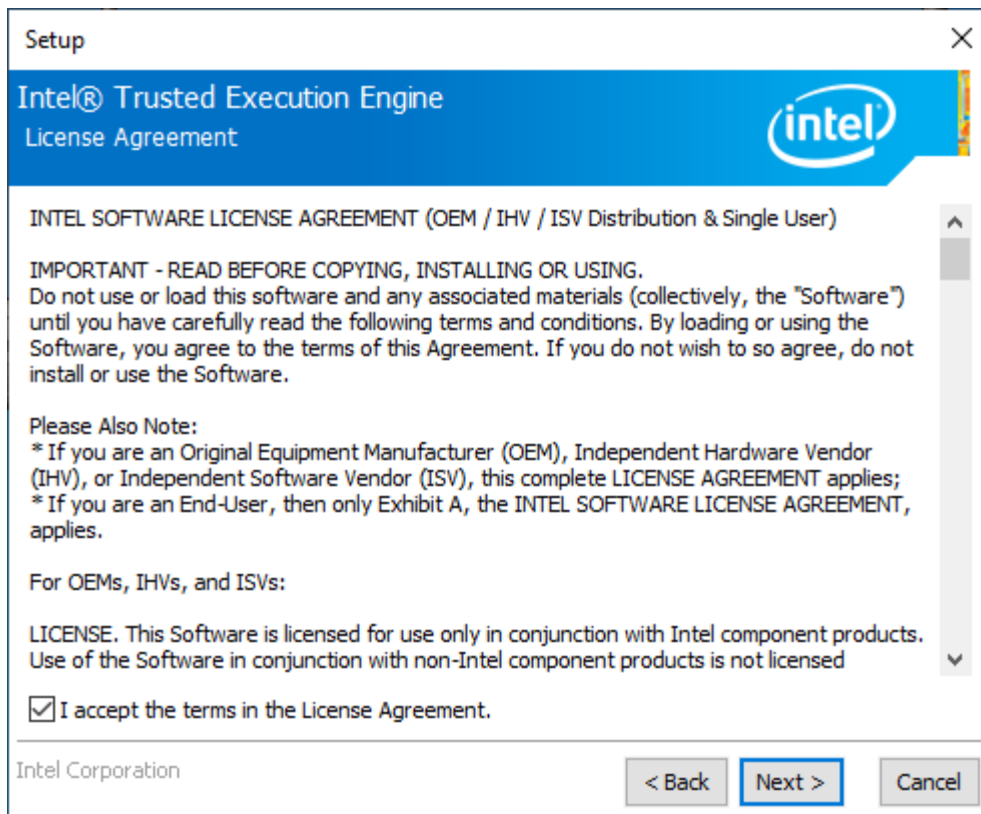 Setup
Intel® Trusted Execution Engine
License Agreement
intel
INTEL SOFTWARE LICENSE AGREEMENT (OEM / IHV / ISV Distribution & Single User)
IMPORTANT - READ BEFORE COPYING, INSTALLING OR USING.
Do not use or load this software and any associated materials (collectively, the "Software")
until you have carefully read the following terms and conditions. By loading or using the
Software, you agree to the terms of this Agreement. If you do not wish to so agree, do not
install or use the Software.
Please Also Note:
* If you are an Original Equipment Manufacturer (OEM), Independent Hardware Vendor
(IHV), or Independent Software Vendor (ISV), this complete LICENSE AGREEMENT applies;
* If you are an End-User, then only Exhibit A, the INTEL SOFTWARE LICENSE AGREEMENT,
applies.
For OEMs, IHVs, and ISVs:
LICENSE. This Software is licensed for use only in conjunction with Intel component products.
Use of the Software in conjunction with non-Intel component products is not licensed
I accept the terms in the License Agreement.
Intel Corporation
< Back Next > Cancel